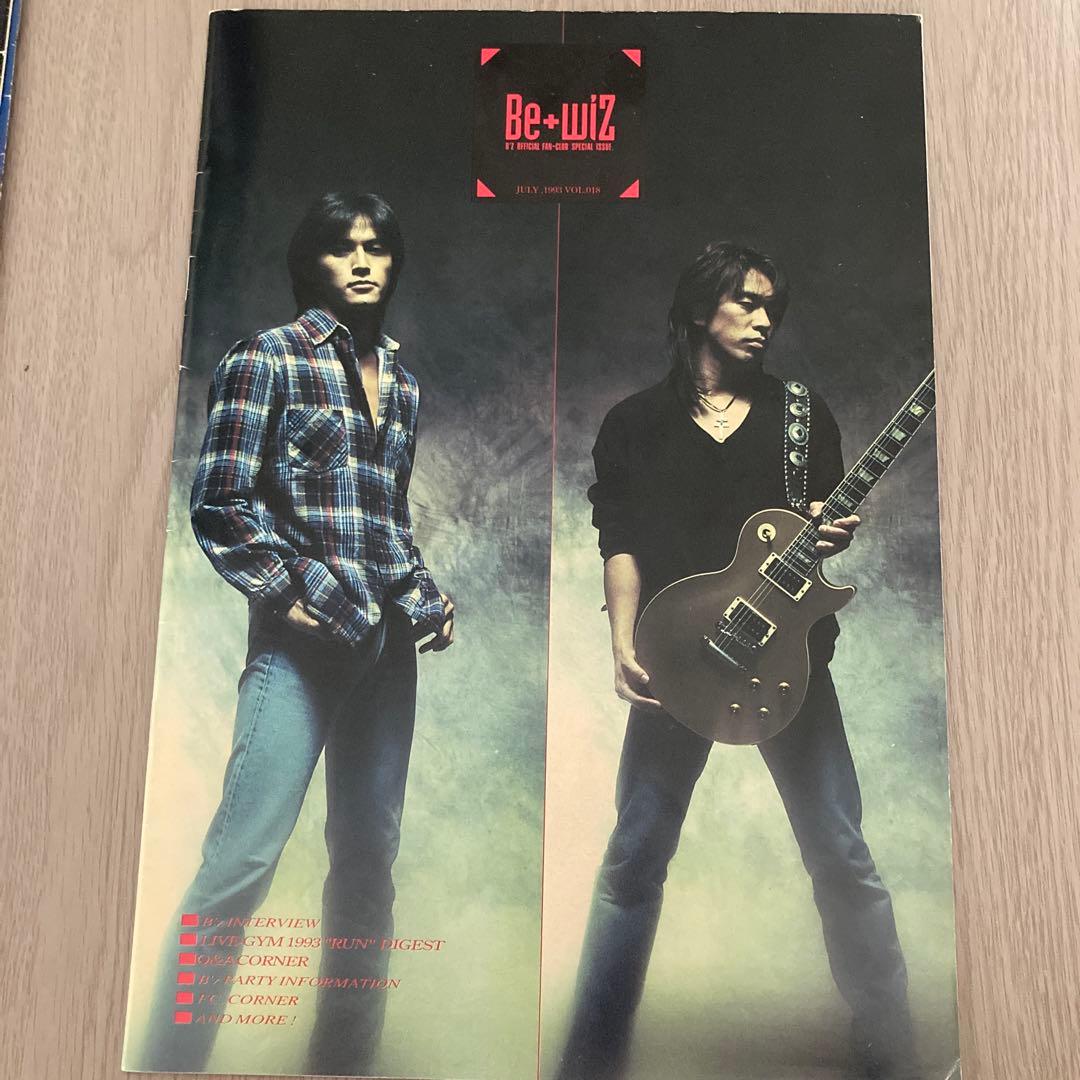 Be+wiZ
B'Z OFFICIAL FAN-CLUB SPECIAL ISSUE.
JULY ,1993 VOL.018
B'z INTERVIEW
LIVE-GYM 1993 "RUN" DIGEST
Q&A CORNER
B'z PARTY INFORMATION
F.C. CORNER
AND MORE !